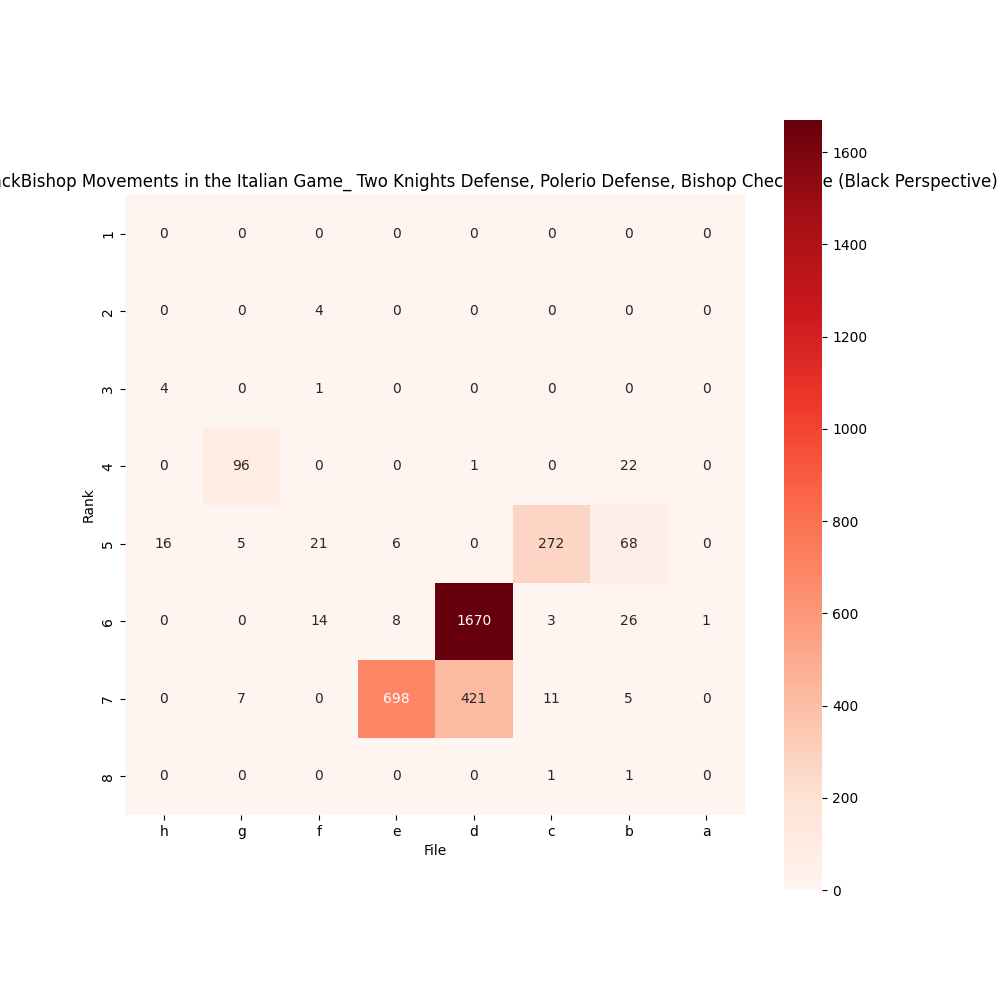 ckBishop Movements in the Italian Game_ Two Knights Defense, Polerio Defense, Bishop Chec e (Black Perspective)
Rank
1 0 0 0 0 0 0 0 0
2 0 0 4 0 0 0 0 0
3 4 0 1 0 0 0 0 0
4 0 96 0 0 1 0 22 0
5 16 5 21 6 0 272 68 0
6 0 0 14 8 1670 3 26 1
7 0 7 0 698 421 11 5 0
8 0 0 0 0 0 1 1 0
h g f e d c b a
File
1600
1400
1200
1000
800
600
400
200
0